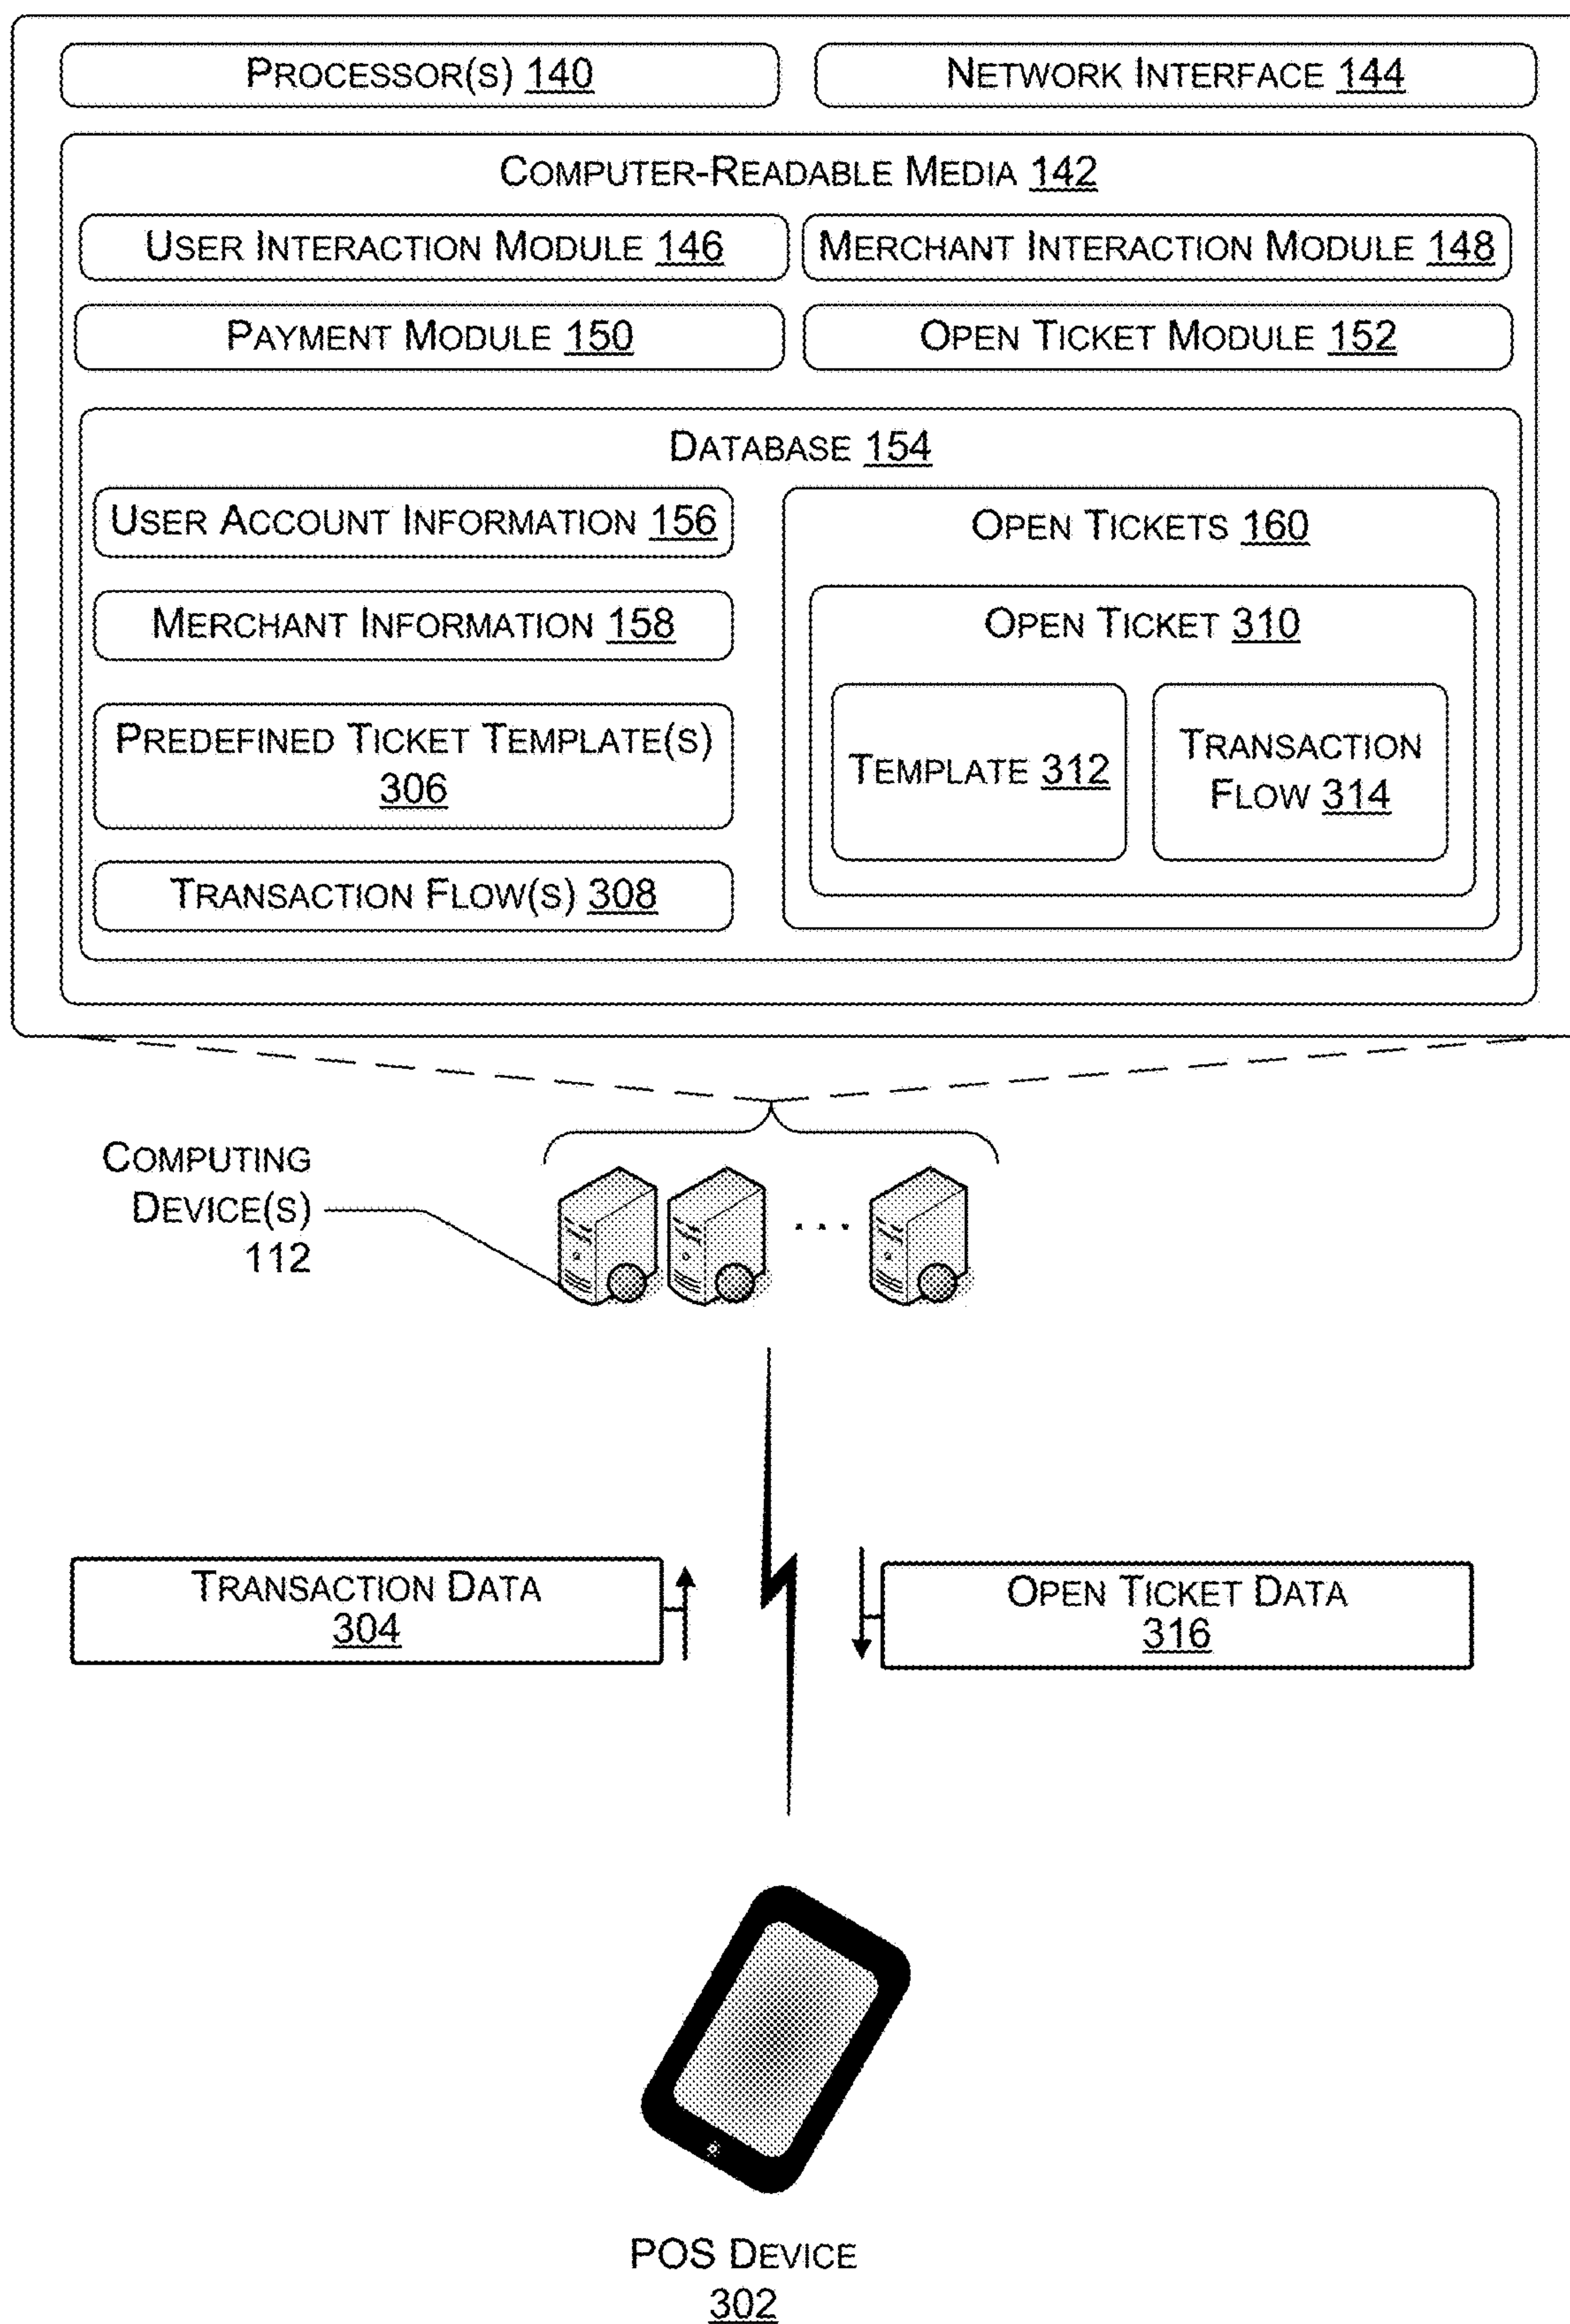 PROCESSOR(S) 140
NETWORK INTERFACE 144
COMPUTER-READABLE MEDIA 142
USER INTERACTION MODULE 146
MERCHANT INTERACTION MODULE 148
PAYMENT MODULE 150
OPEN TICKET MODULE 152
DATABASE 154
USER ACCOUNT INFORMATION 156
MERCHANT INFORMATION 158
PREDEFINED TICKET TEMPLATE(S)
306
TRANSACTION FLOW(S) 308
OPEN TICKETS 160
OPEN TICKET 310
TEMPLATE 312
TRANSACTION
FLOW 314
COMPUTING
DEVICE(S)
112
TRANSACTION DATA
304
OPEN TICKET DATA
316
POS DEVICE
302